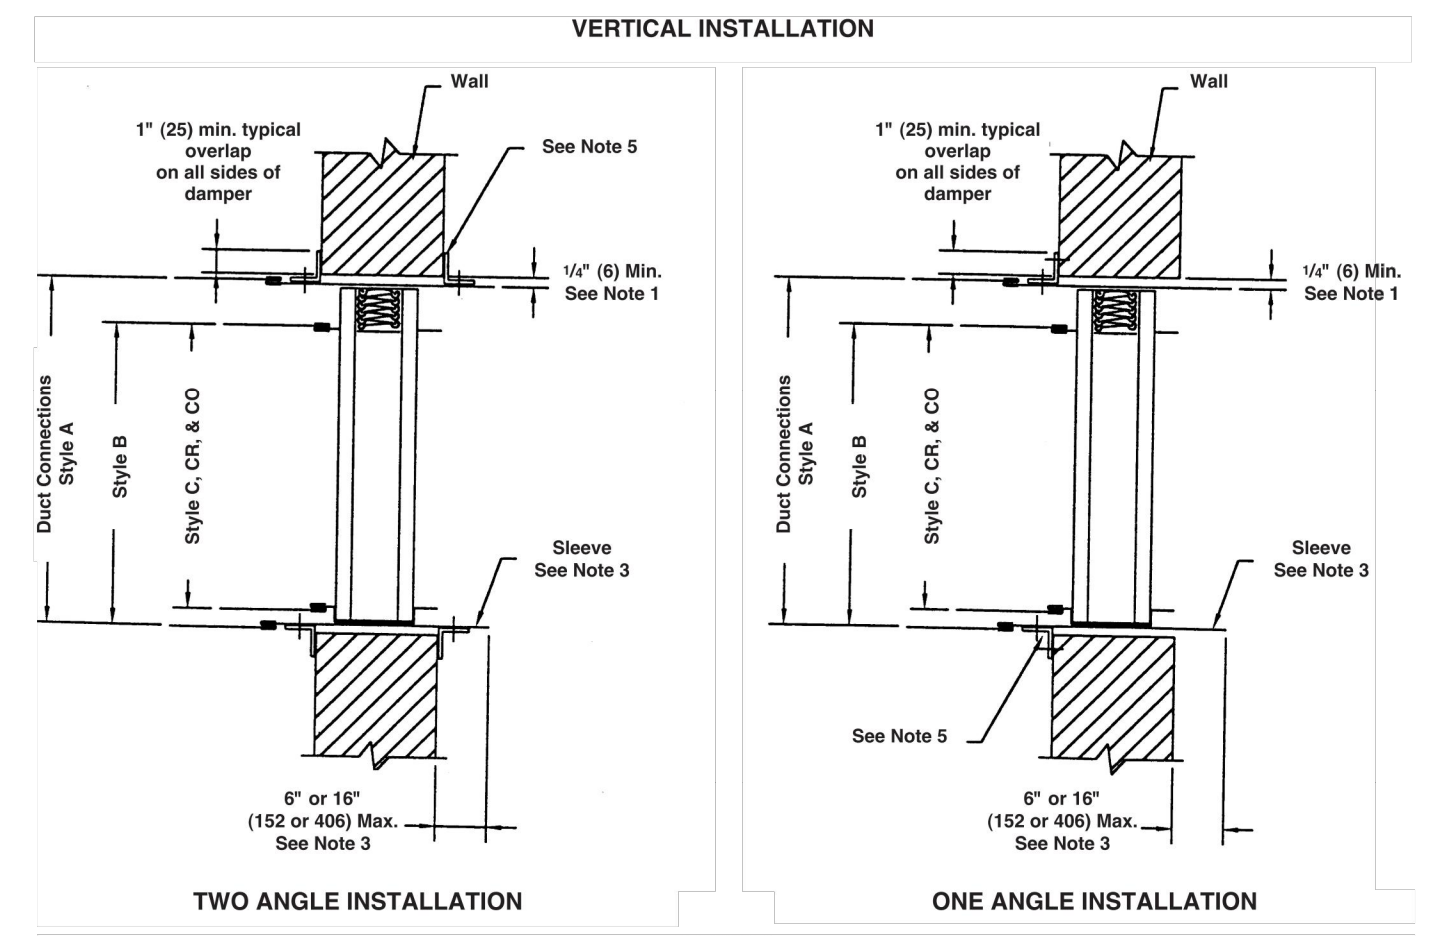 VERTICAL INSTALLATION
Wall
1" (25) min. typical
overlap
on all sides of
damper
See Note 5
1/4" (6) Min.
See Note 1
Duct Connections
Style A
Style B
Style C, CR, & CO
Sleeve
See Note 3
6" or 16"
(152 or 406) Max.
See Note 3
TWO ANGLE INSTALLATION
Wall
1" (25) min. typical
overlap
on all sides of
damper
1/4" (6) Min.
See Note 1
Duct Connections
Style A
Style B
Style C, CR, & CO
Sleeve
See Note 3
See Note 5
6" or 16"
(152 or 406) Max.
See Note 3
ONE ANGLE INSTALLATION